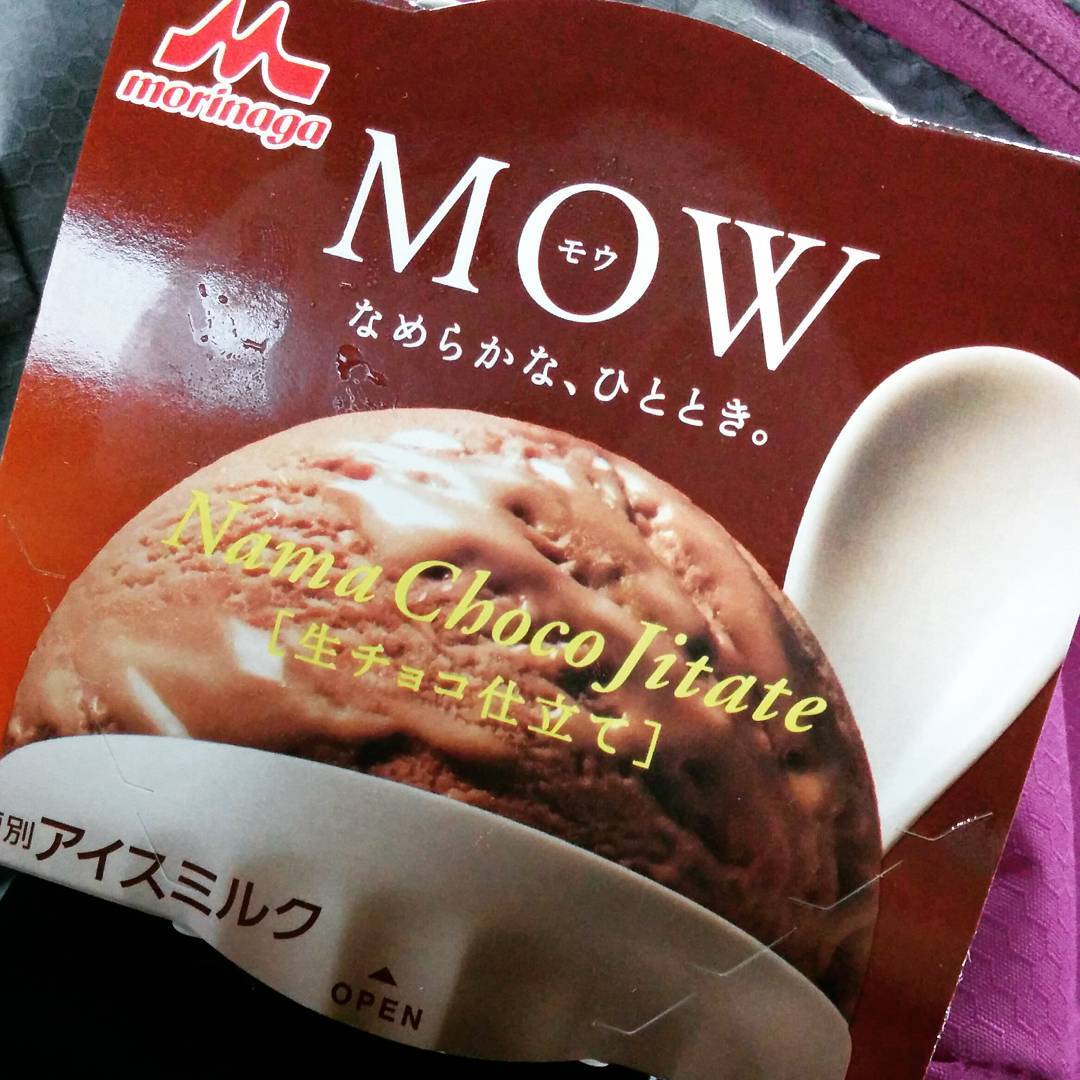 morinaga
MOW
モウ
なめらかな、ひととき。
Nama Choco Jitate
[生チョコ仕立て]
別アイスミルク
OPEN